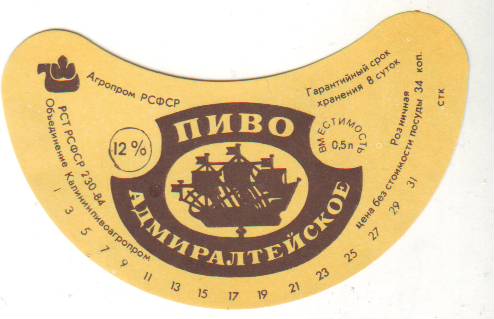 Агропром РСФСР
РСТ РСФСР 230-84
Объединение Калининпивоагропром
12 %
ПИВО
АДМИРАЛТЕЙСКОЕ
ВМЕСТИМОСТЬ
0,5 л
Гарантийный срок
хранения 8 суток
Розничная
цена без стоимости посуды 34 коп.
СТК
1 3 5 7 9 11 13 15 17 19 21 23 25 27 29 31